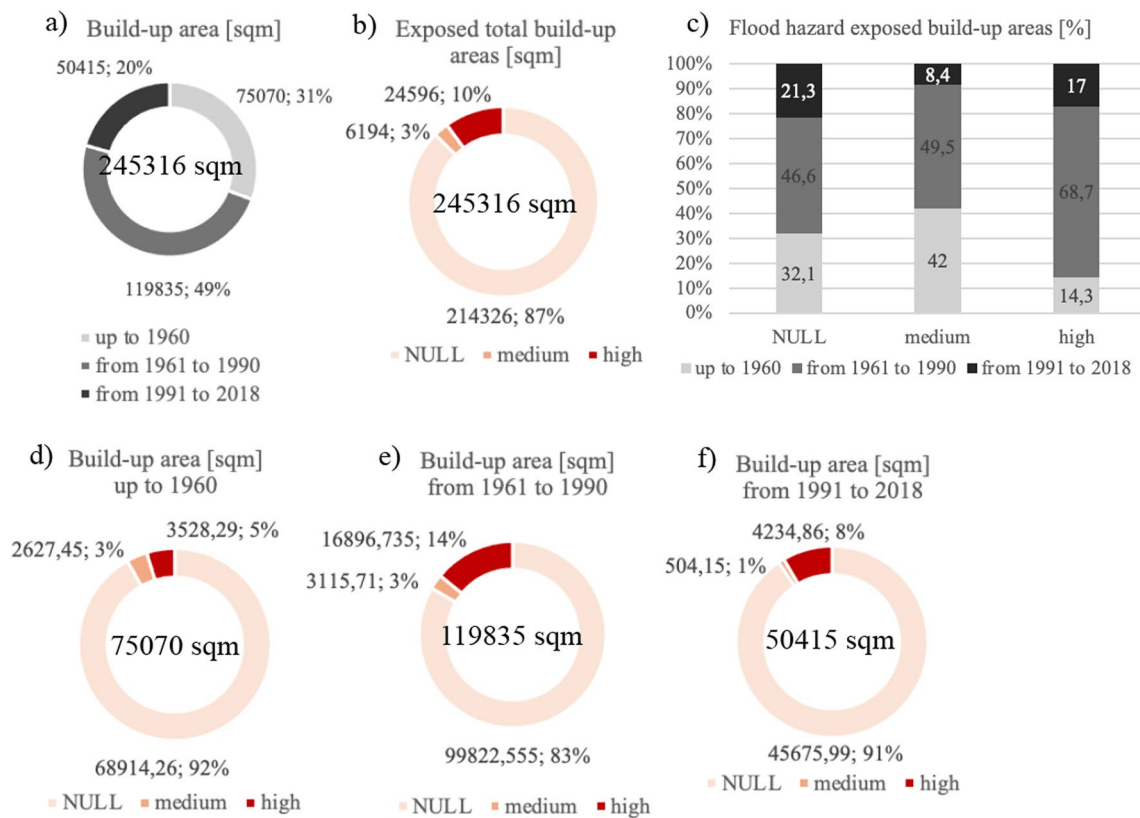 a) Build-up area [sqm]
50415; 20%
75070; 31%
245316 sqm
119835; 49%
up to 1960
from 1961 to 1990
from 1991 to 2018
b) Exposed total build-up
areas [sqm]
24596; 10%
6194; 3%
245316 sqm
214326; 87%
NULL medium high
c) Flood hazard exposed build-up areas [%]
100%
90%
80%
70%
60%
50%
40%
30%
20%
10%
0%
21,3 8,4 17
46,6 49,5 68,7
32,1 42 14,3
NULL medium high
up to 1960 from 1961 to 1990 from 1991 to 2018
d) Build-up area [sqm]
up to 1960
3528,29; 5%
2627,45; 3%
75070 sqm
68914,26; 92%
NULL medium high
e) Build-up area [sqm]
from 1961 to 1990
16896,735; 14%
3115,71; 3%
119835 sqm
99822,555; 83%
NULL medium high
f) Build-up area [sqm]
from 1991 to 2018
4234,86; 8%
504,15; 1%
50415 sqm
45675,99; 91%
NULL medium high